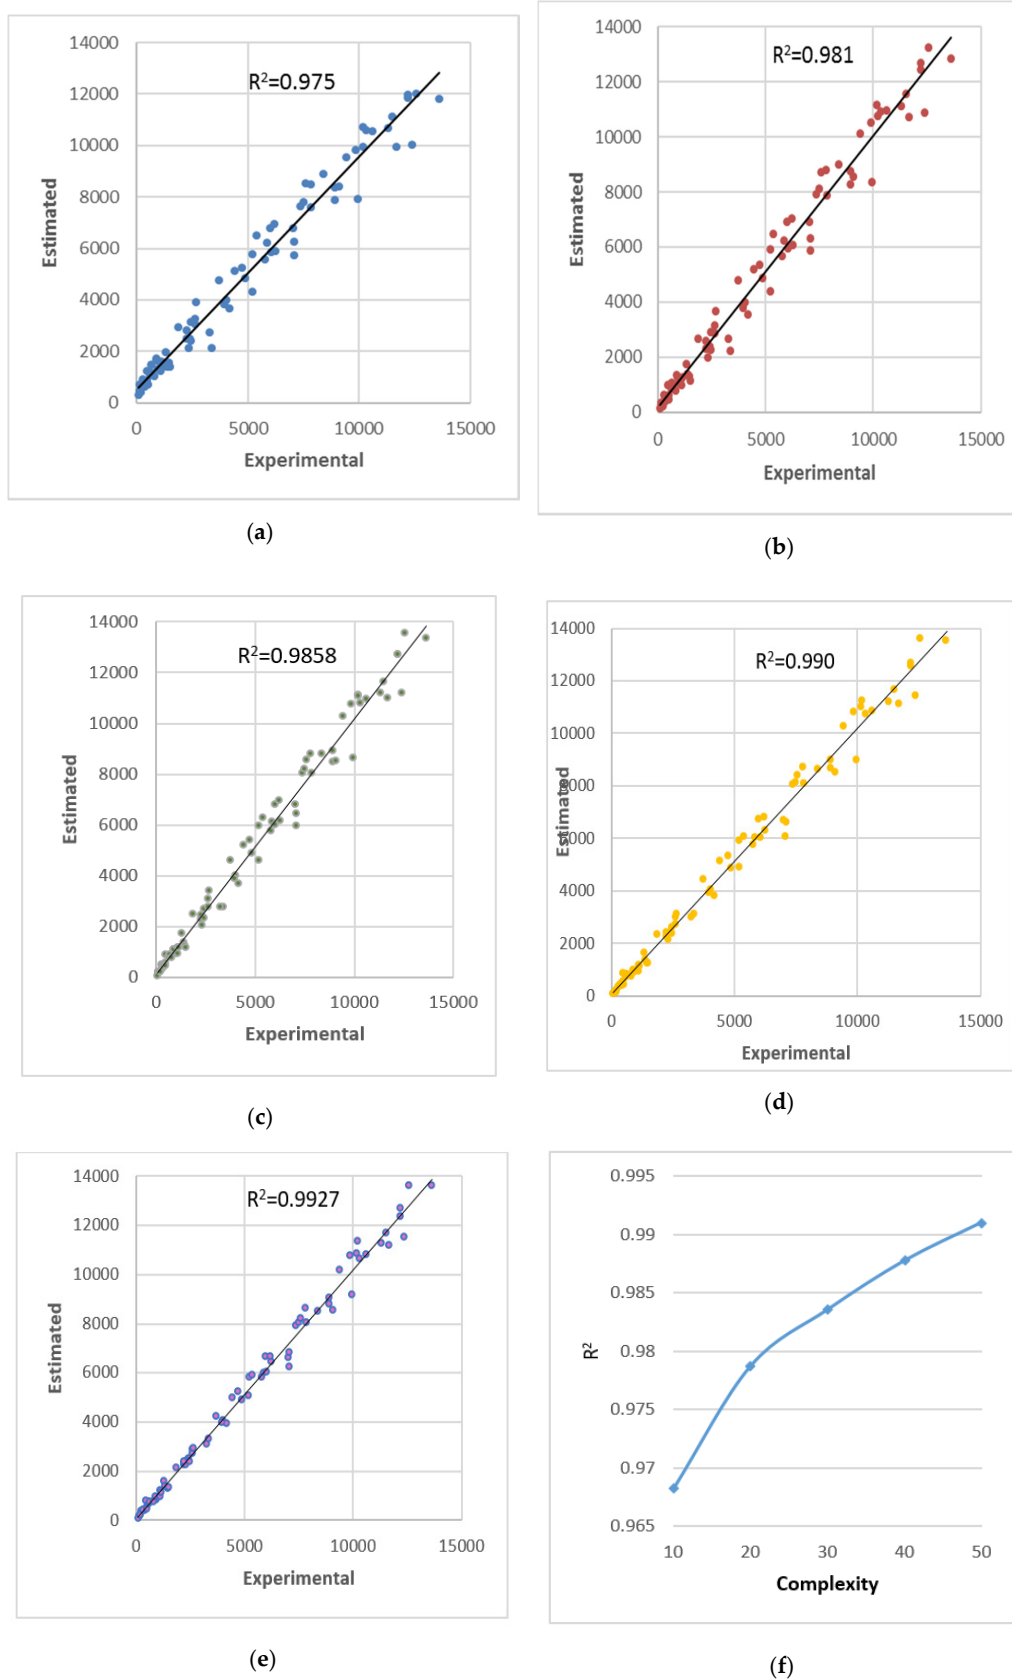 14000
12000
10000
8000
6000
4000
2000
0
0 5000 10000 15000
R²=0.975
Estimated
Experimental
(a)
14000
12000
10000
8000
6000
4000
2000
0
0 5000 10000 15000
R²=0.981
Estimated
Experimental
(b)
14000
12000
10000
8000
6000
4000
2000
0
0 5000 10000 15000
R²=0.9858
Estimated
Experimental
(c)
14000
12000
10000
8000
6000
4000
2000
0
0 5000 10000 15000
R²=0.990
Estimated
Experimental
(d)
14000
12000
10000
8000
6000
4000
2000
0
0 5000 10000 15000
R²=0.9927
Estimated
Experimental
(e)
0.995
0.99
0.985
0.98
0.975
0.97
0.965
10 20 30 40 50
R²
Complexity
(f)